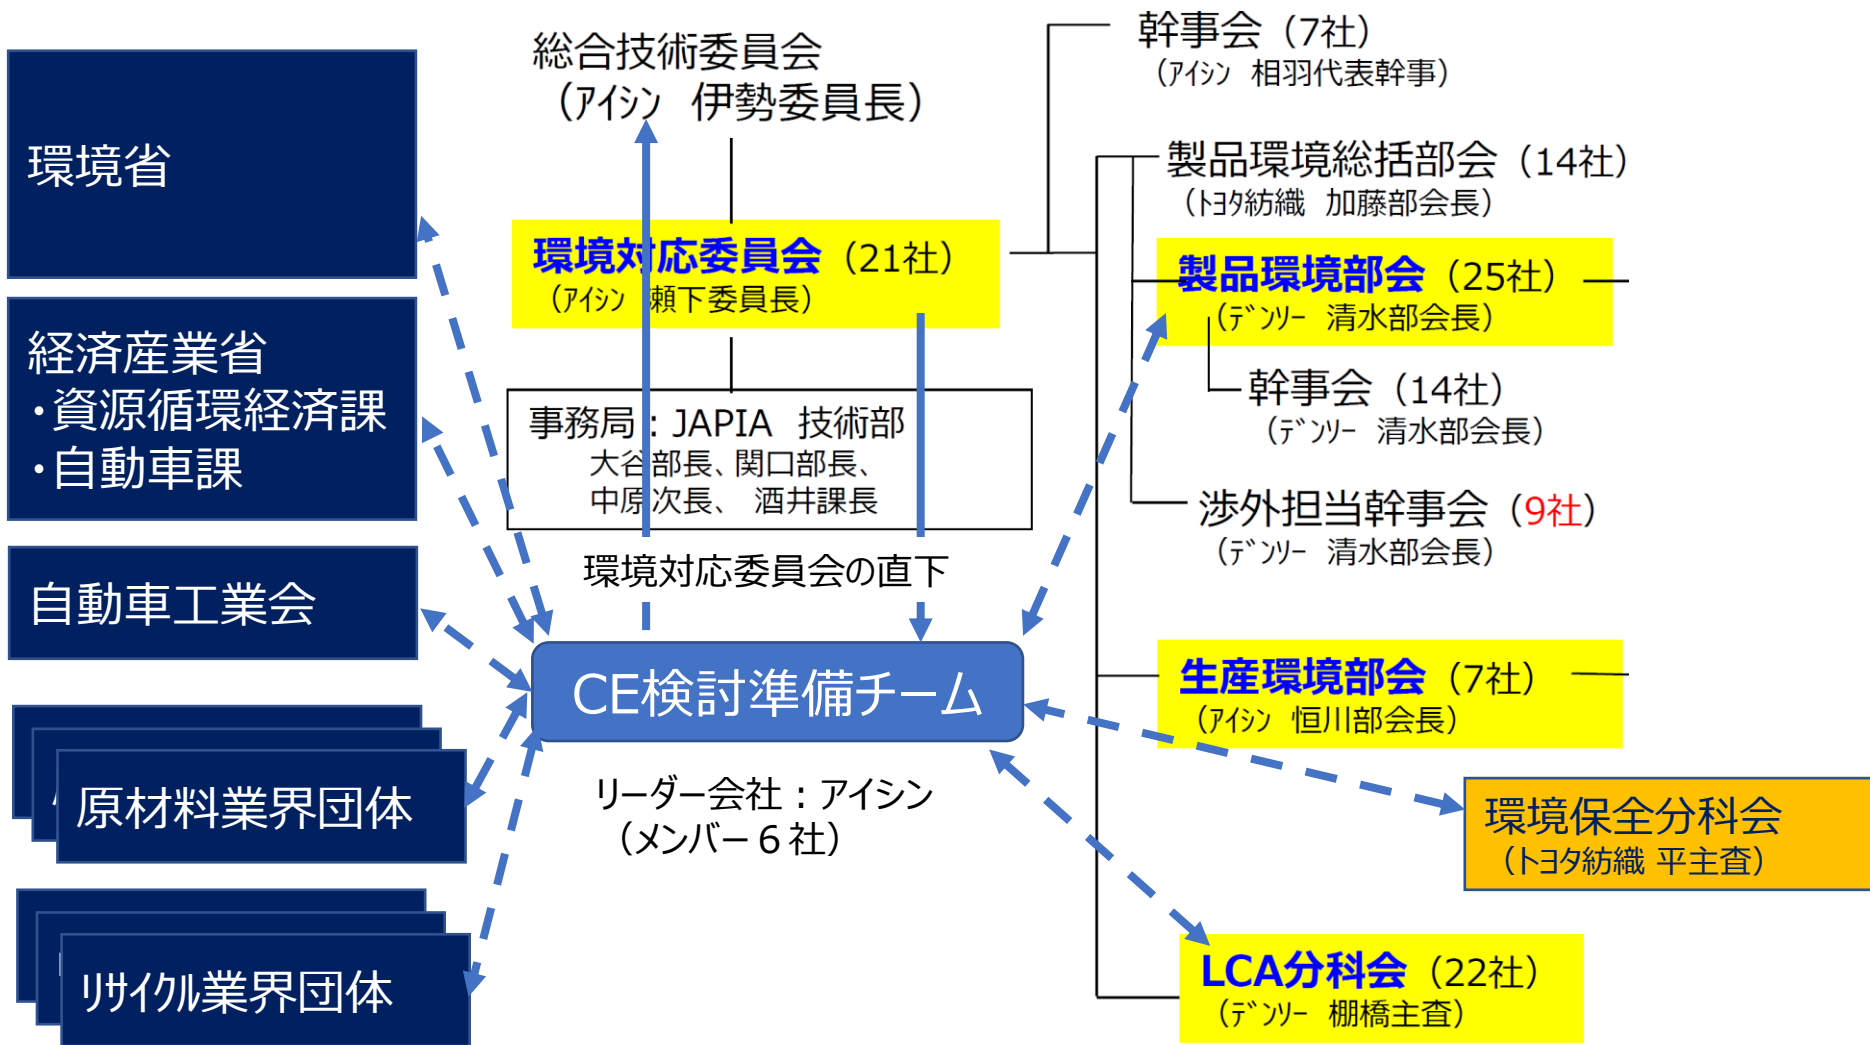 環境省
経済産業省
・資源循環経済課
・自動車課
自動車工業会
原材料業界団体
ﾘｻｲｸﾙ業界団体
総合技術委員会
（ｱｲｼﾝ 伊勢委員長）
環境対応委員会（21社）
（ｱｲｼﾝ 瀬下委員長）
事務局：JAPIA 技術部
大谷部長、関口部長、
中原次長、 酒井課長
環境対応委員会の直下
CE検討準備チーム
リーダー会社：アイシン
（メンバー６社）
幹事会（7社）
（ｱｲｼﾝ 相羽代表幹事）
製品環境総括部会（14社）
（ﾄﾖﾀ紡織 加藤部会長）
製品環境部会（25社）
（ﾃﾞﾝｿｰ 清水部会長）
幹事会（14社）
（ﾃﾞﾝｿｰ 清水部会長）
渉外担当幹事会（9社）
（ﾃﾞﾝｿｰ 清水部会長）
生産環境部会（7社）
（ｱｲｼﾝ 恒川部会長）
環境保全分科会
（ﾄﾖﾀ紡織 平主査）
LCA分科会（22社）
（ﾃﾞﾝｿｰ 棚橋主査）